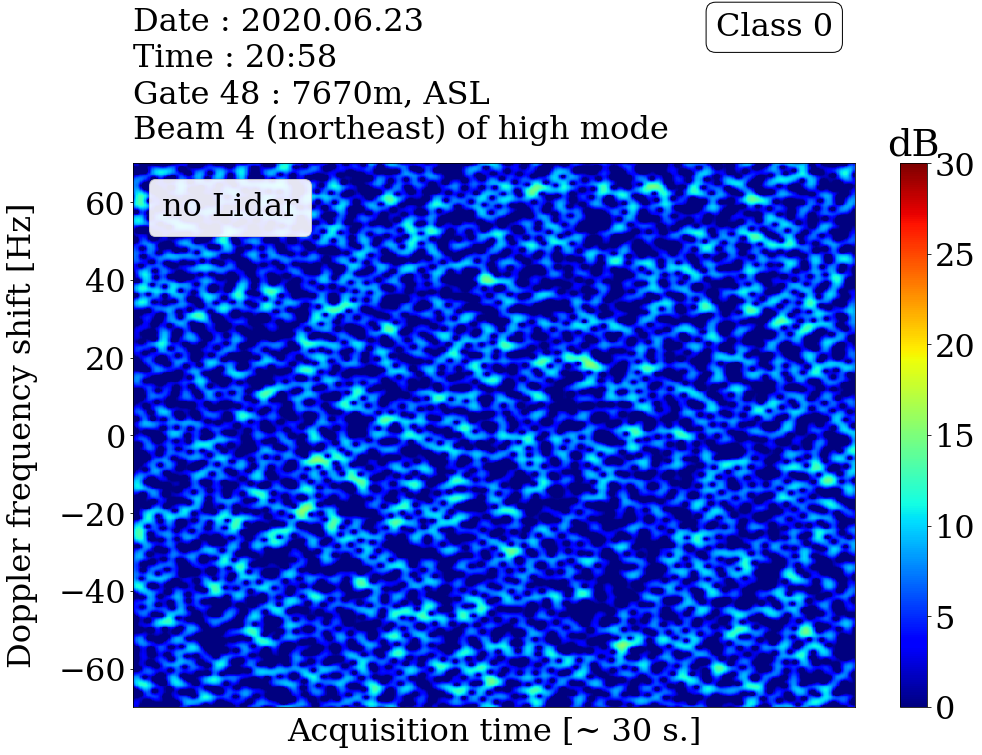 Date : 2020.06.23
Time : 20:58
Gate 48 : 7670m, ASL
Beam 4 (northeast) of high mode
Class 0
dB
no Lidar
Doppler frequency shift [Hz]
60
40
20
0
−20
−40
−60
Acquisition time [~ 30 s.]
30
25
20
15
10
5
0